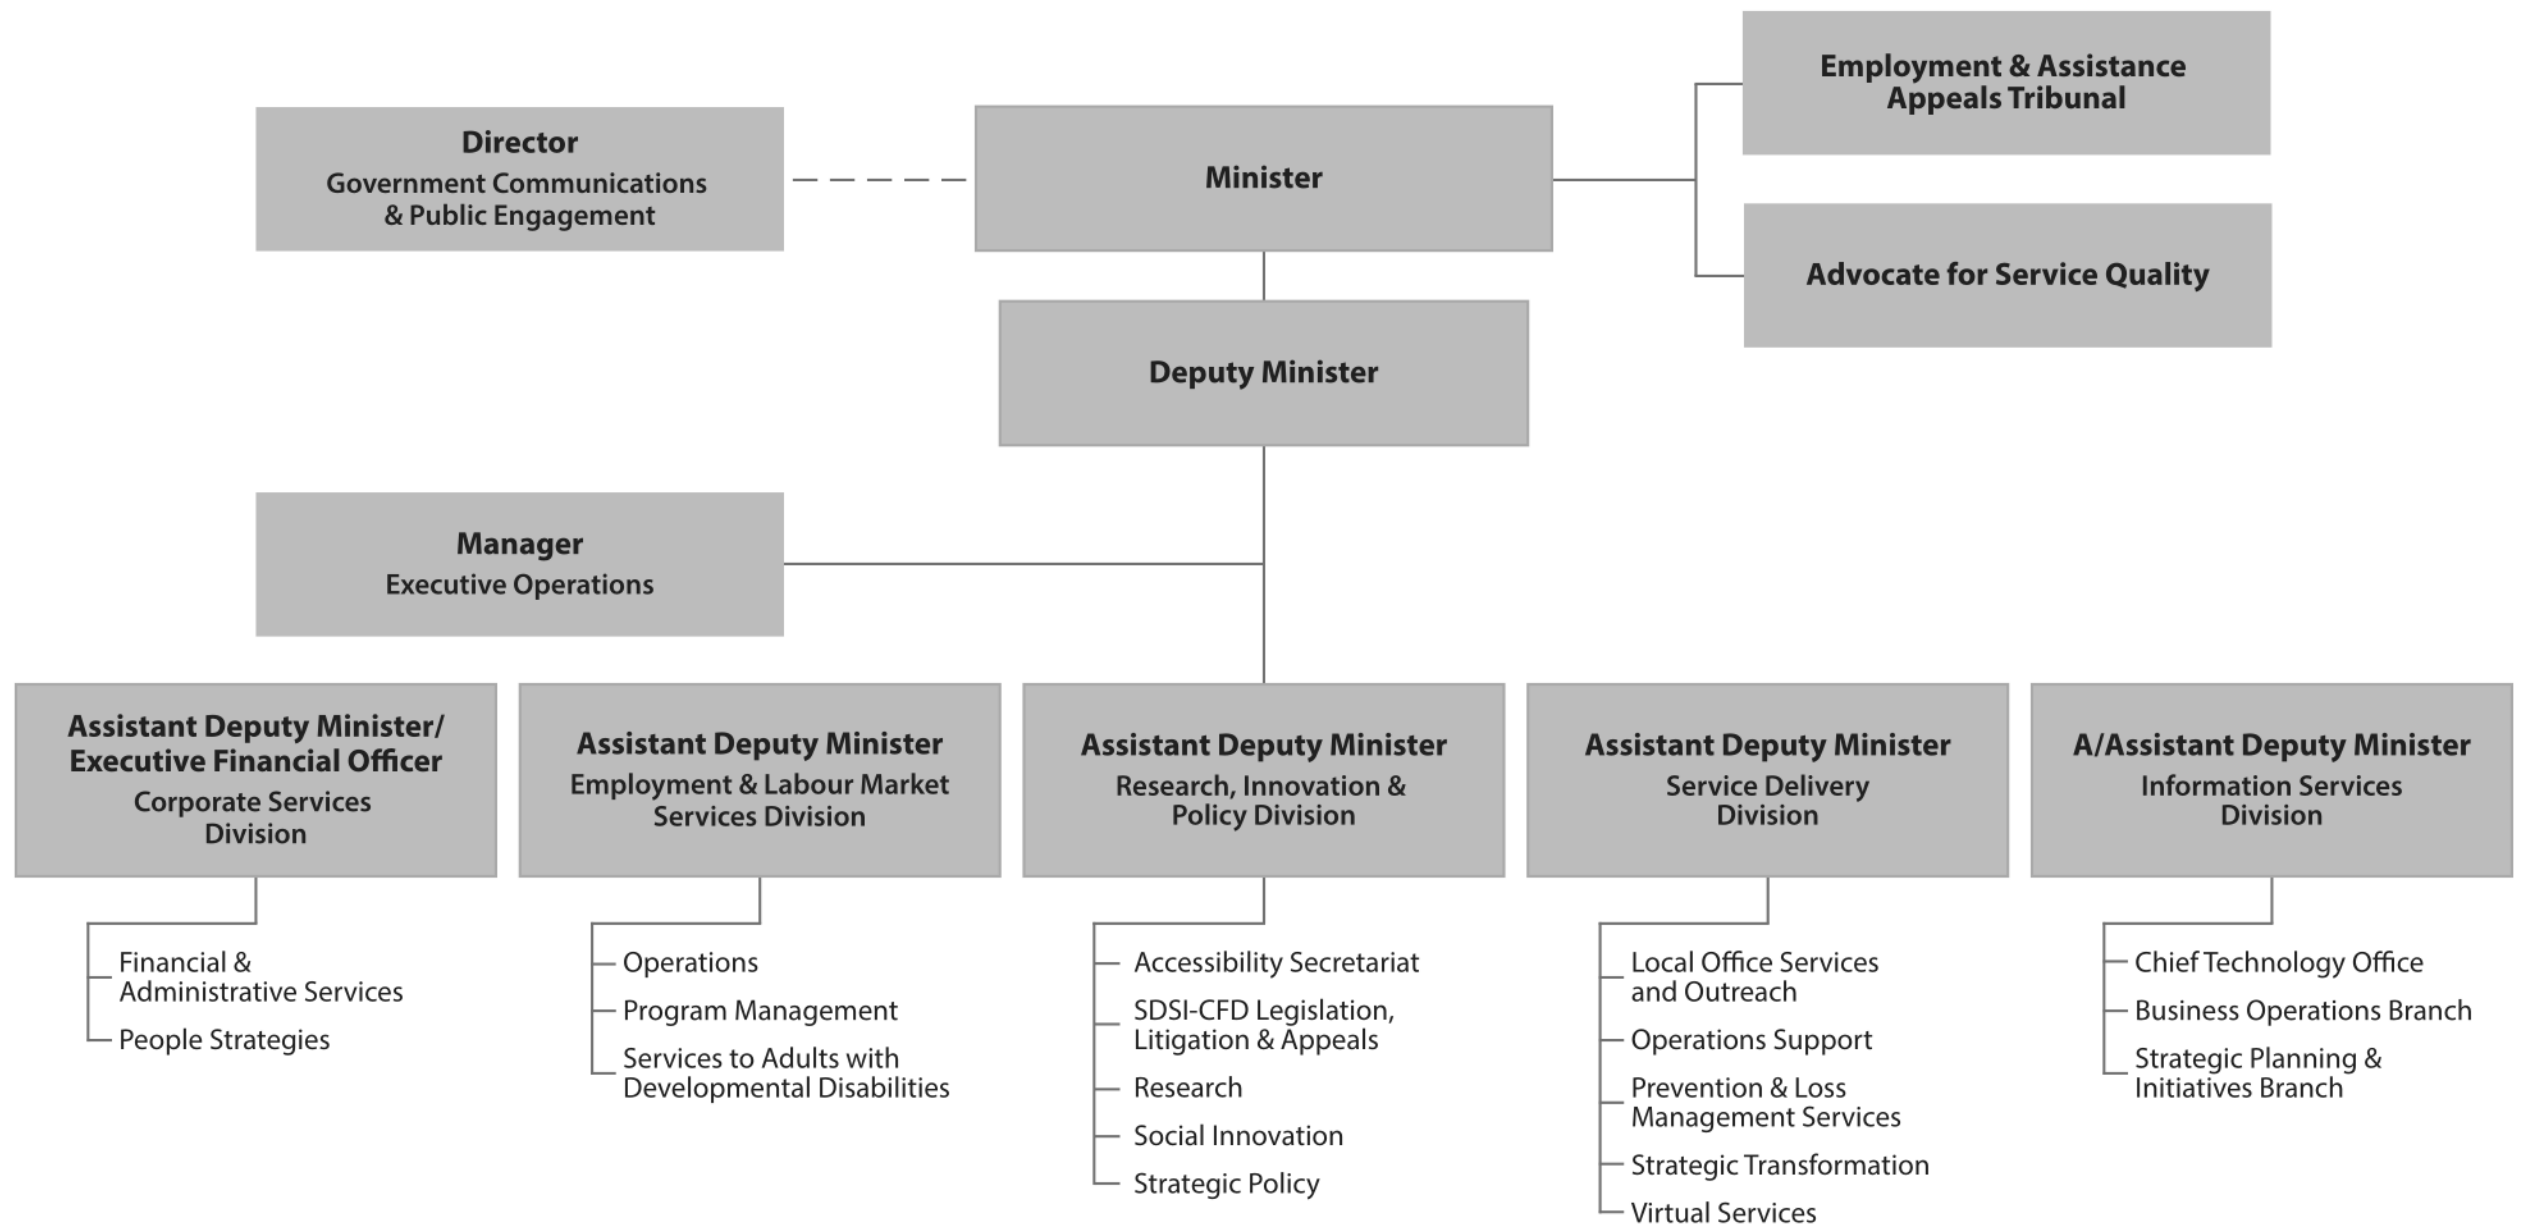 Employment & Assistance
Appeals Tribunal
Director
Government Communications
& Public Engagement
Minister
Advocate for Service Quality
Deputy Minister
Manager
Executive Operations
Assistant Deputy Minister/
Executive Financial Officer
Corporate Services
Division
Financial &
Administrative Services
People Strategies
Assistant Deputy Minister
Employment & Labour Market
Services Division
Operations
Program Management
Services to Adults with
Developmental Disabilities
Assistant Deputy Minister
Research, Innovation &
Policy Division
Accessibility Secretariat
SDSI-CFD Legislation,
Litigation & Appeals
Research
Social Innovation
Strategic Policy
Assistant Deputy Minister
Service Delivery
Division
Local Office Services
and Outreach
Operations Support
Prevention & Loss
Management Services
Strategic Transformation
Virtual Services
A/Assistant Deputy Minister
Information Services
Division
Chief Technology Office
Business Operations Branch
Strategic Planning &
Initiatives Branch